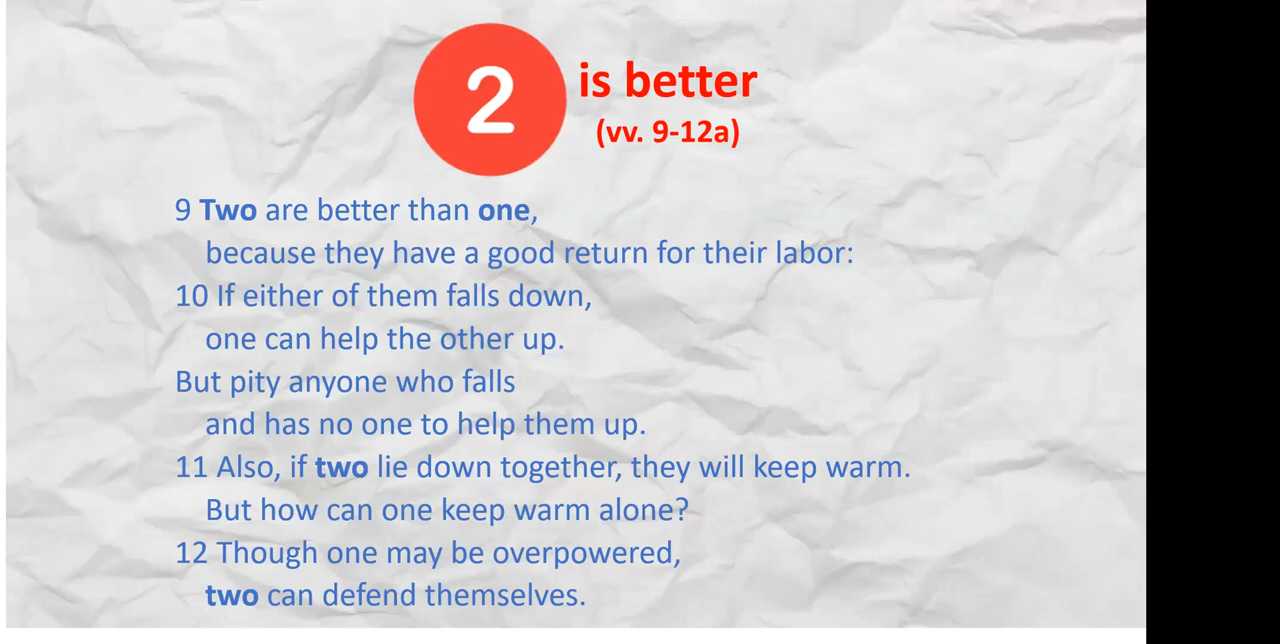 2 is better
(vv. 9-12a)
9 Two are better than one,
because they have a good return for their labor:
10 If either of them falls down,
one can help the other up.
But pity anyone who falls
and has no one to help them up.
11 Also, if two lie down together, they will keep warm.
But how can one keep warm alone?
12 Though one may be overpowered,
two can defend themselves.